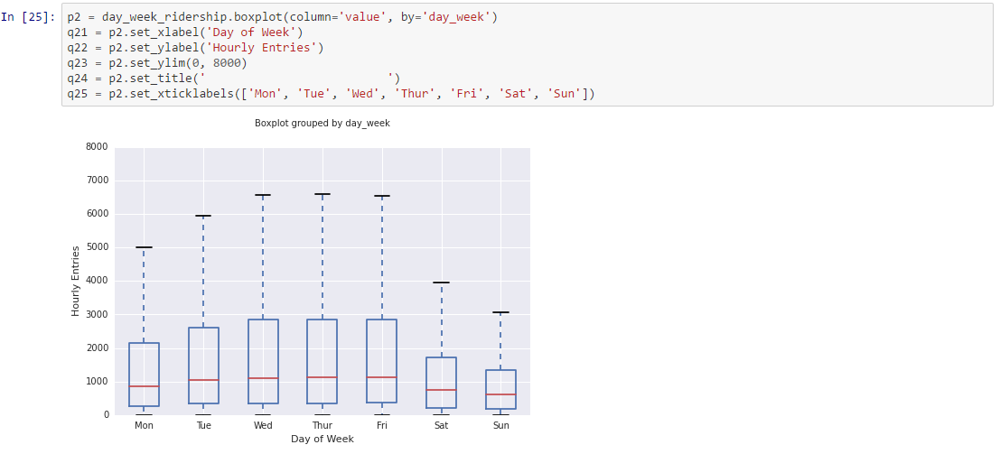 In [25]: p2 = day_week_ridership.boxplot(column='value', by='day_week')
q21 = p2.set_xlabel('Day of Week')
q22 = p2.set_ylabel('Hourly Entries')
q23 = p2.set_ylim(0, 8000)
q24 = p2.set_title('                           ')
q25 = p2.set_xticklabels(['Mon', 'Tue', 'Wed', 'Thur', 'Fri', 'Sat', 'Sun'])
Boxplot grouped by day_week
8000
7000
6000
5000
4000
3000
2000
1000
0
Hourly Entries
Mon Tue Wed Thur Fri Sat Sun
Day of Week